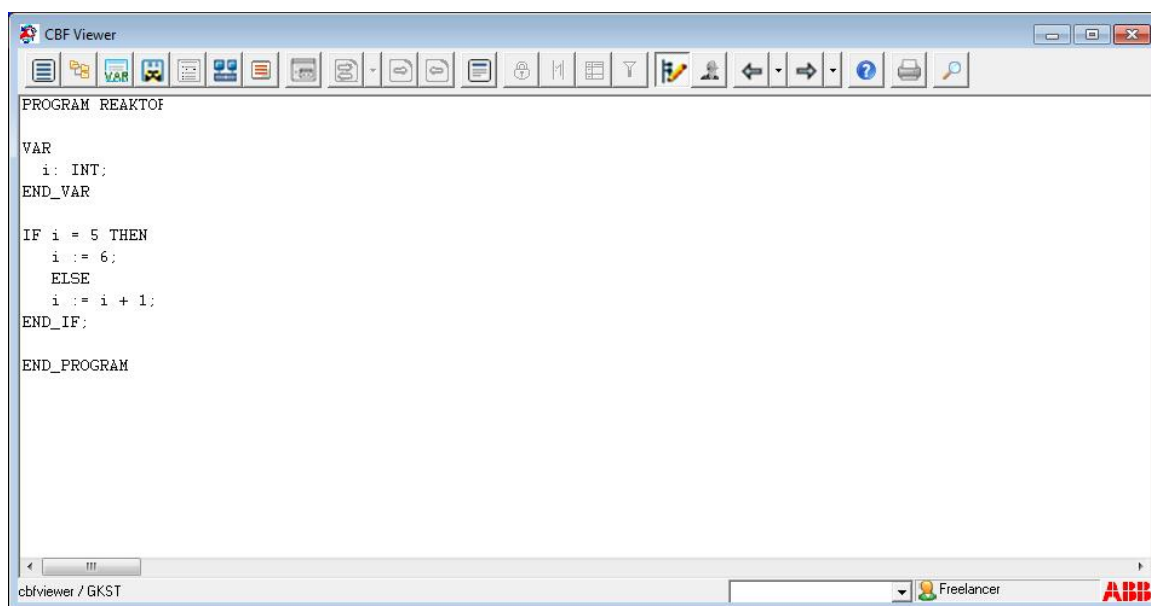 CBF Viewer
VAR
PROGRAM REAKTOR
VAR
i: INT;
END_VAR
IF i = 5 THEN
i := 6;
ELSE
i := i + 1;
END_IF;
END_PROGRAM
cbfviewer / GKST
Freelancer
ABB